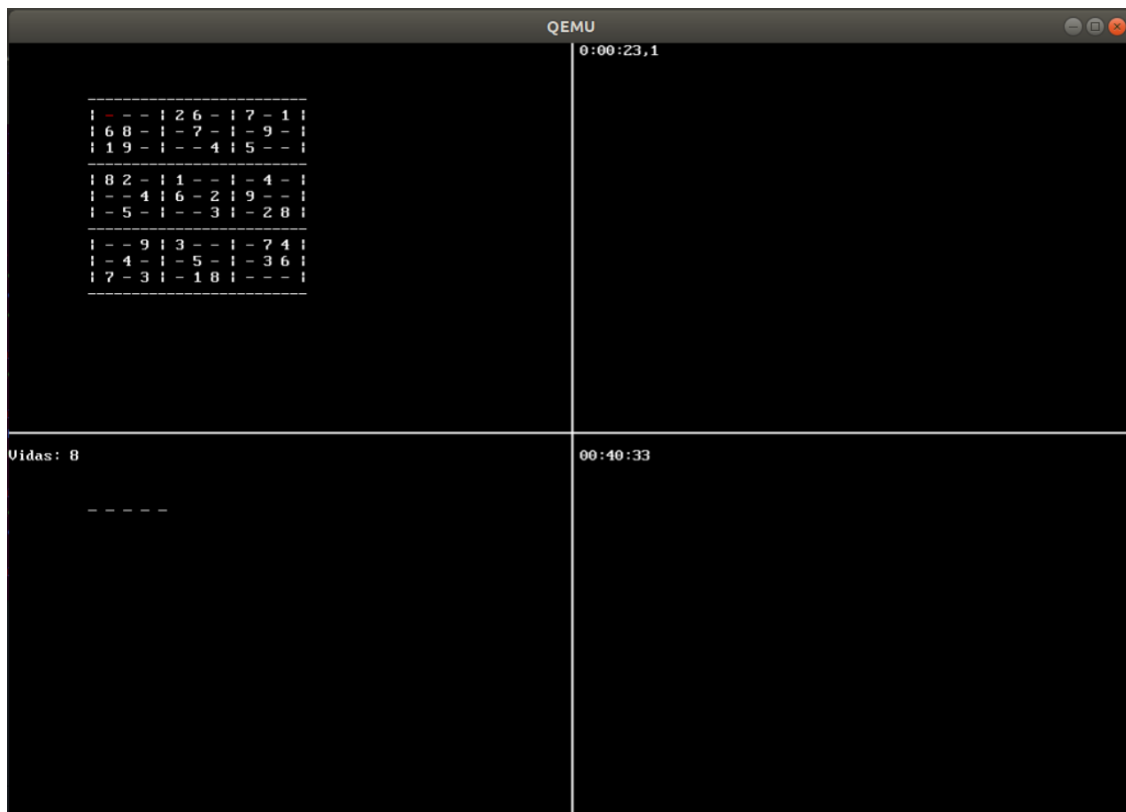 QEMU
0:00:23,1
-------------------------
| - - - | 2 6 - | 7 - 1 |
| 6 8 - | - 7 - | - 9 - |
| 1 9 - | - - 4 | 5 - - |
-------------------------
| 8 2 - | 1 - - | - 4 - |
| - - 4 | 6 - 2 | 9 - - |
| - 5 - | - - 3 | - 2 8 |
-------------------------
| - - 9 | 3 - - | - 7 4 |
| - 4 - | - 5 - | - 3 6 |
| 7 - 3 | - 1 8 | - - - |
-------------------------
Vidas: 8
_ _ _ _ _
00:40:33